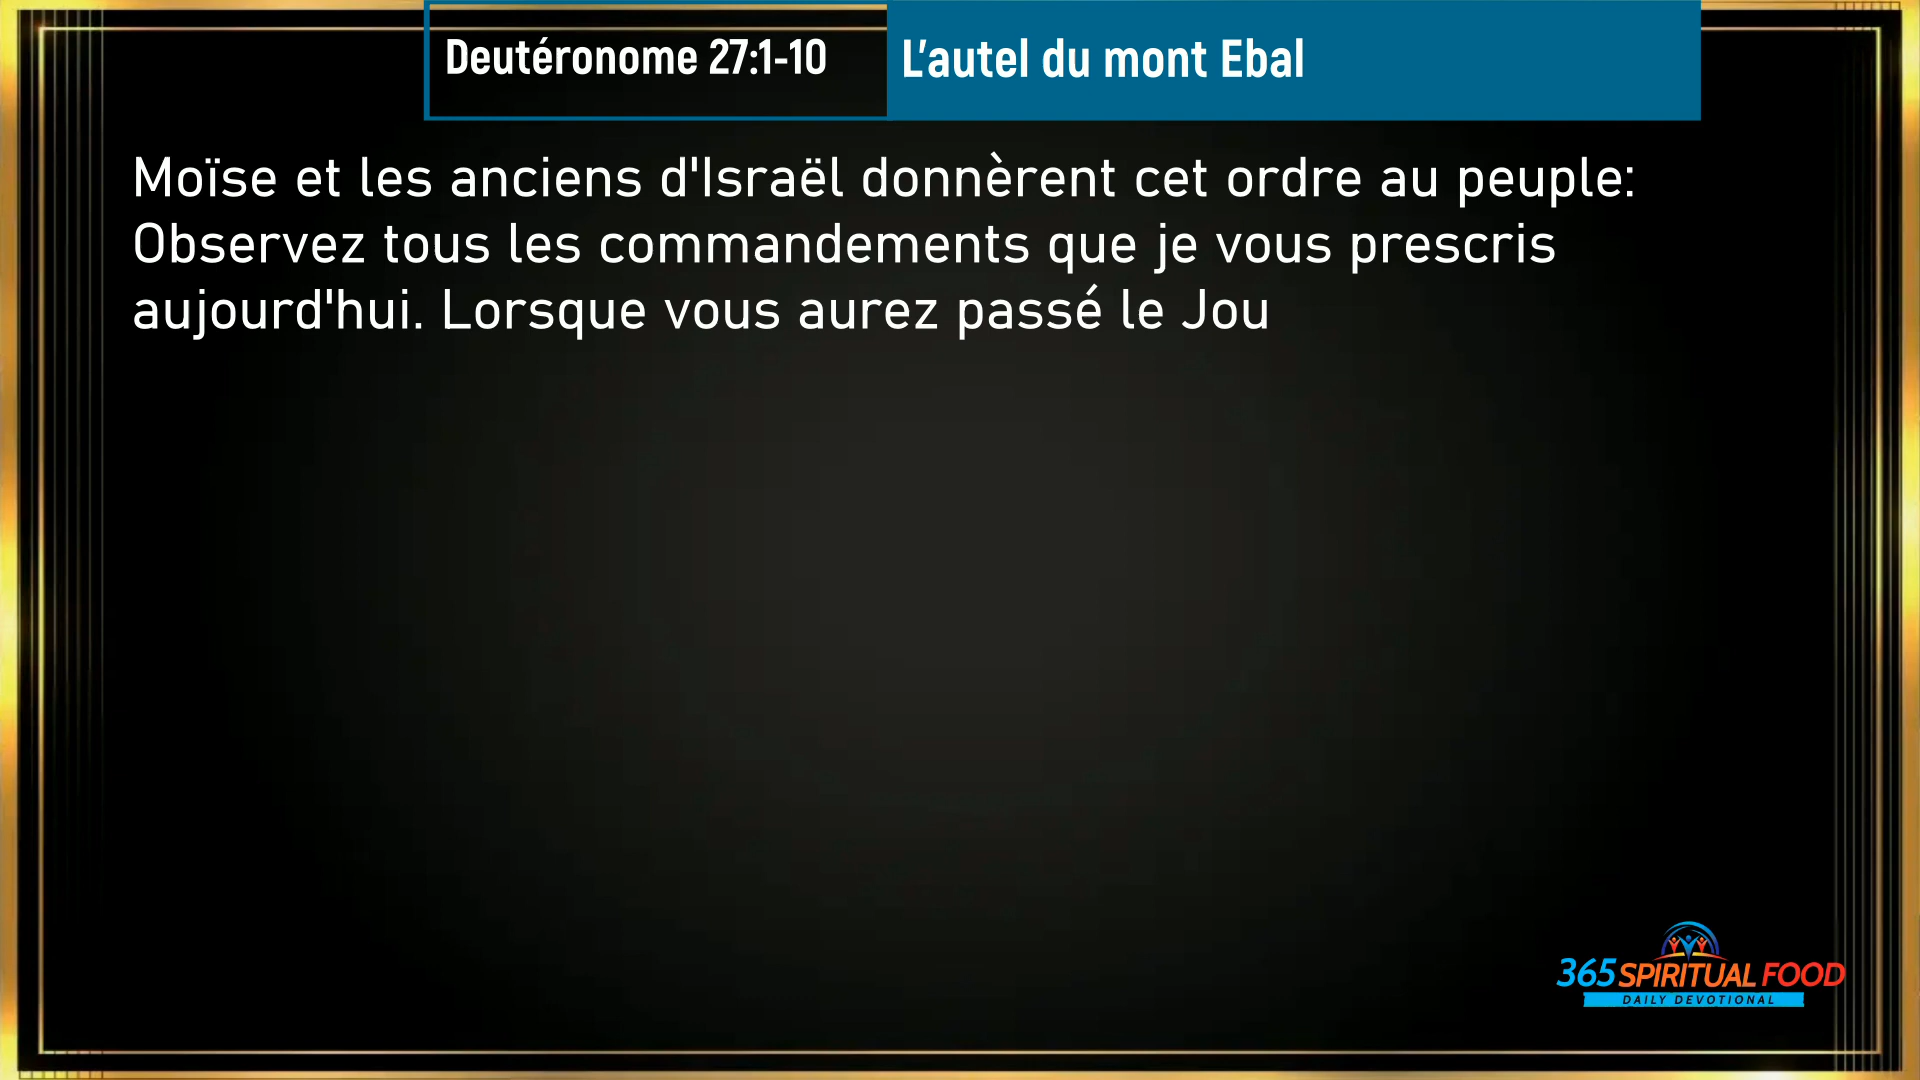 Deutéronome 27:1-10
L’autel du mont Ebal
Moïse et les anciens d'Israël donnèrent cet ordre au peuple:
Observez tous les commandements que je vous prescris
aujourd'hui. Lorsque vous aurez passé le Jou
365 SPIRITUAL FOOD
DAILY DEVOTIONAL